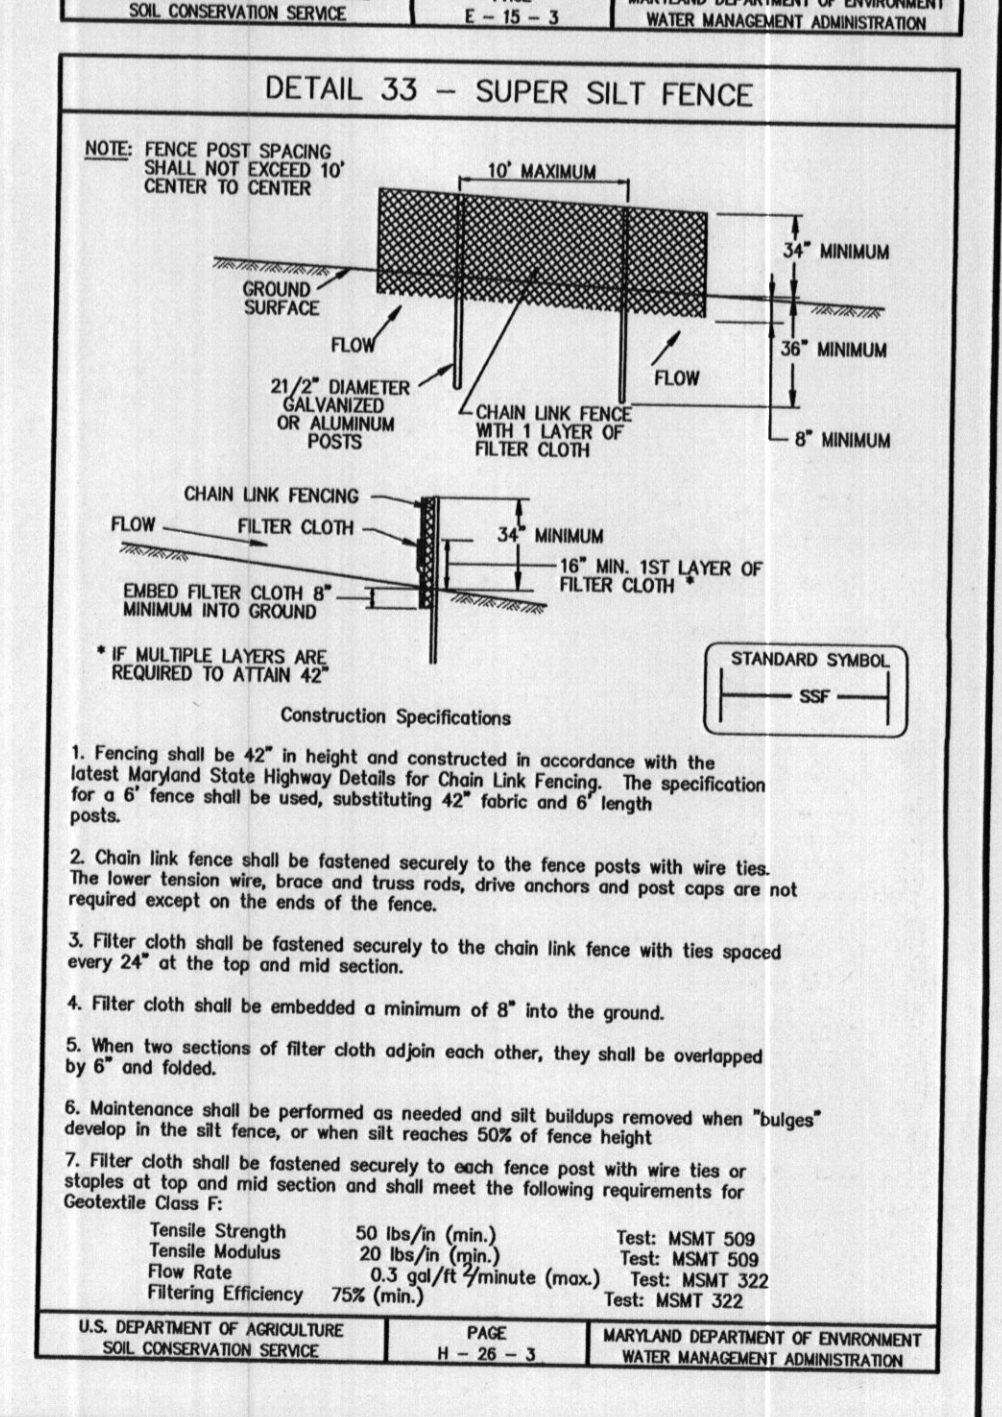 SOIL CONSERVATION SERVICE
E - 15 - 3
MARYLAND DEPARTMENT OF ENVIRONMENT
WATER MANAGEMENT ADMINISTRATION
DETAIL 33 - SUPER SILT FENCE
NOTE: FENCE POST SPACING
SHALL NOT EXCEED 10'
CENTER TO CENTER
10' MAXIMUM
34" MINIMUM
GROUND
SURFACE
FLOW
36" MINIMUM
FLOW
21/2" DIAMETER
GALVANIZED
OR ALUMINUM
POSTS
CHAIN LINK FENCE
WITH 1 LAYER OF
FILTER CLOTH
8" MINIMUM
CHAIN LINK FENCING
FLOW
FILTER CLOTH
34" MINIMUM
16" MIN. 1ST LAYER OF
FILTER CLOTH *
EMBED FILTER CLOTH 8"
MINIMUM INTO GROUND
* IF MULTIPLE LAYERS ARE
REQUIRED TO ATTAIN 42"
STANDARD SYMBOL
SSF
Construction Specifications
1. Fencing shall be 42" in height and constructed in accordance with the
latest Maryland State Highway Details for Chain Link Fencing. The specification
for a 6' fence shall be used, substituting 42" fabric and 6' length
posts.
2. Chain link fence shall be fastened securely to the fence posts with wire ties.
The lower tension wire, brace and truss rods, drive anchors and post caps are not
required except on the ends of the fence.
3. Filter cloth shall be fastened securely to the chain link fence with ties spaced
every 24" at the top and mid section.
4. Filter cloth shall be embedded a minimum of 8" into the ground.
5. When two sections of filter cloth adjoin each other, they shall be overlapped
by 6" and folded.
6. Maintenance shall be performed as needed and silt buildups removed when "bulges"
develop in the silt fence, or when silt reaches 50% of fence height
7. Filter cloth shall be fastened securely to each fence post with wire ties or
staples at top and mid section and shall meet the following requirements for
Geotextile Class F:
Tensile Strength 50 lbs/in (min.) Test: MSMT 509
Tensile Modulus 20 lbs/in (min.) Test: MSMT 509
Flow Rate 0.3 gal/ft ²/minute (max.) Test: MSMT 322
Filtering Efficiency 75% (min.) Test: MSMT 322
U.S. DEPARTMENT OF AGRICULTURE
SOIL CONSERVATION SERVICE
PAGE
H - 26 - 3
MARYLAND DEPARTMENT OF ENVIRONMENT
WATER MANAGEMENT ADMINISTRATION